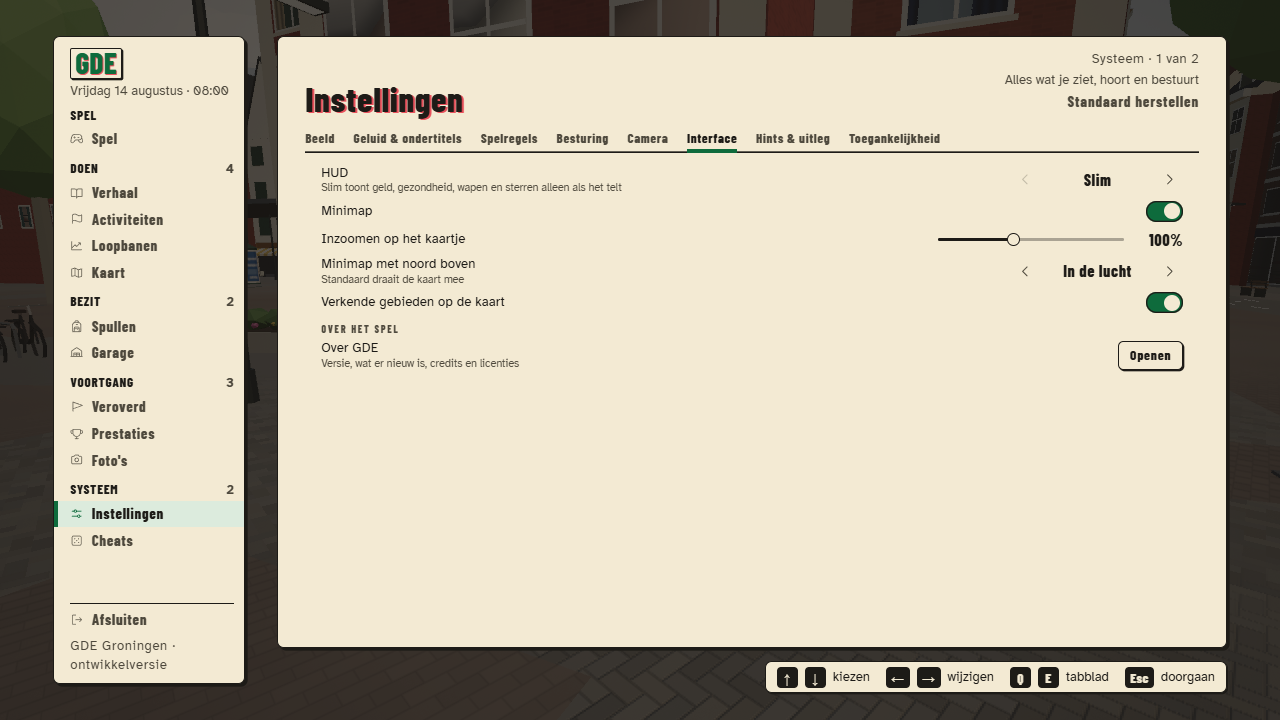 GDE
Vrijdag 14 augustus · 08:00
SPEL
Spel
DOEN 4
Verhaal
Activiteiten
Loopbanen
Kaart
BEZIT 2
Spullen
Garage
VOORTGANG 3
Veroverd
Prestaties
Foto's
SYSTEEM 2
Instellingen
Cheats
Afsluiten
GDE Groningen ·
ontwikkelversie
Systeem · 1 van 2
Alles wat je ziet, hoort en bestuurt
Standaard herstellen
Instellingen
Beeld Geluid & ondertitels Spelregels Besturing Camera Interface Hints & uitleg Toegankelijkheid
HUD
Slim toont geld, gezondheid, wapen en sterren alleen als het telt
Slim
Minimap
Inzoomen op het kaartje 100%
Minimap met noord boven
Standaard draait de kaart mee
In de lucht
Verkende gebieden op de kaart
OVER HET SPEL
Over GDE
Versie, wat er nieuw is, credits en licenties
Openen
↑ ↓ kiezen ← → wijzigen Q E tabblad Esc doorgaan